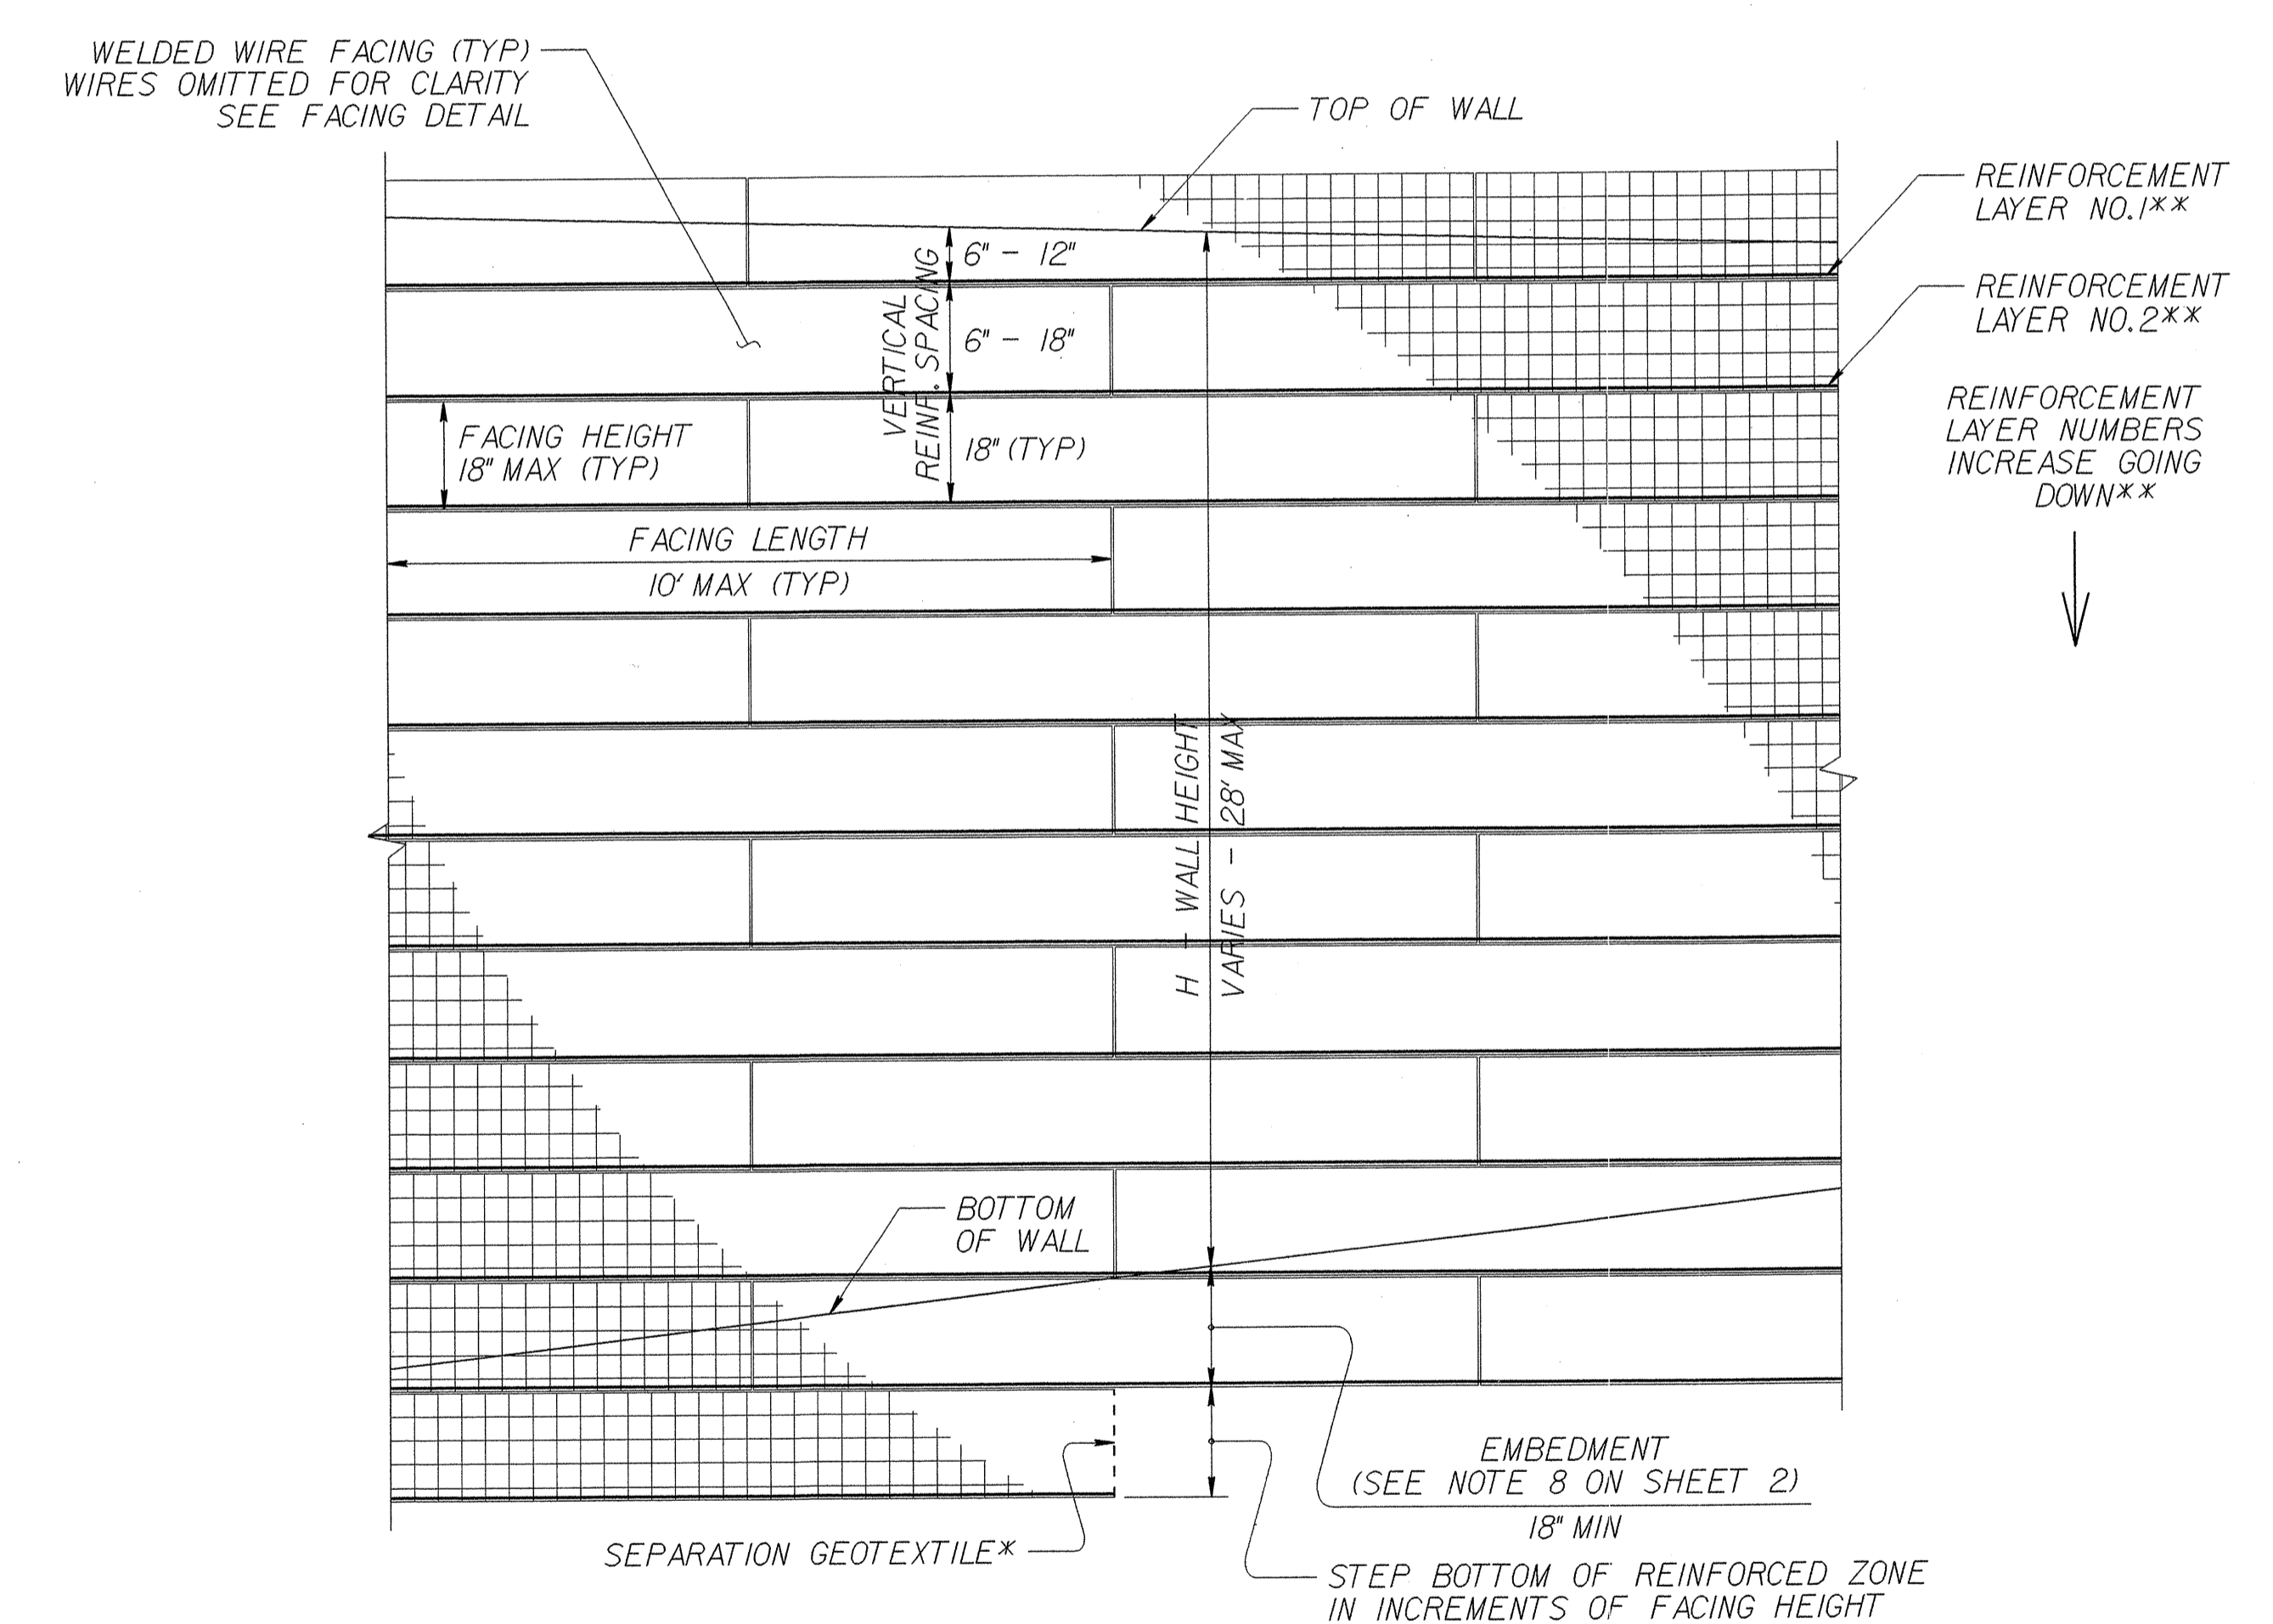 WELDED WIRE FACING (TYP)
WIRES OMITTED FOR CLARITY
SEE FACING DETAIL
TOP OF WALL
REINFORCEMENT
LAYER NO.1**
REINFORCEMENT
LAYER NO.2**
REINFORCEMENT
LAYER NUMBERS
INCREASE GOING
DOWN**
VERTICAL
REINF. SPACING
6" - 12"
6" - 18"
18" (TYP)
FACING HEIGHT
18" MAX (TYP)
FACING LENGTH
10' MAX (TYP)
H - WALL HEIGHT
VARIES - 28' MAX
BOTTOM
OF WALL
EMBEDMENT
(SEE NOTE 8 ON SHEET 2)
18" MIN
SEPARATION GEOTEXTILE*
STEP BOTTOM OF REINFORCED ZONE
IN INCREMENTS OF FACING HEIGHT